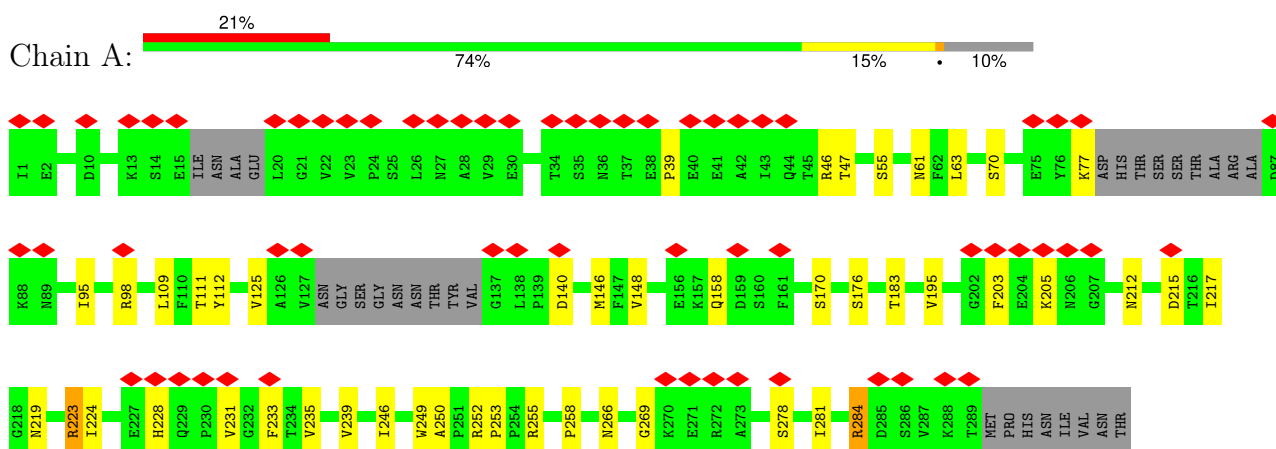 21%
Chain A:
74% 15% • 10%
I1 E2 D10 K13 S14 E15 ILE ASN ALA GLU L20 G21 V22 V23 P24 S25 L26 N27 A28 V29 E30 T34 S35 N36 T37 E38 P39 E40 E41 A42 I43 Q44 T45 R46 T47 S55 N61 F62 L63 S70 E75 Y76 K77 ASP HIS THR SER SER THR ALA ARG ALA D87
K88 N89 I95 R98 L109 F110 T111 Y112 V125 A126 V127 ASN GLY SER GLY ASN ASN THR TYR VAL G137 L138 P139 D140 M146 F147 V148 E156 K157 Q158 D159 S160 F161 S170 S176 T183 V195 G202 F203 E204 K205 N206 G207 N212 D215 T216 I217
G218 N219 R223 I224 E227 H228 Q229 P230 V231 G232 F233 T234 V235 V239 I246 W249 A250 P251 R252 P253 P254 R255 P258 N266 G269 K270 E271 R272 A273 S278 I281 R284 D285 S286 V287 K288 T289 MET PRO HIS ASN ILE VAL ASN THR